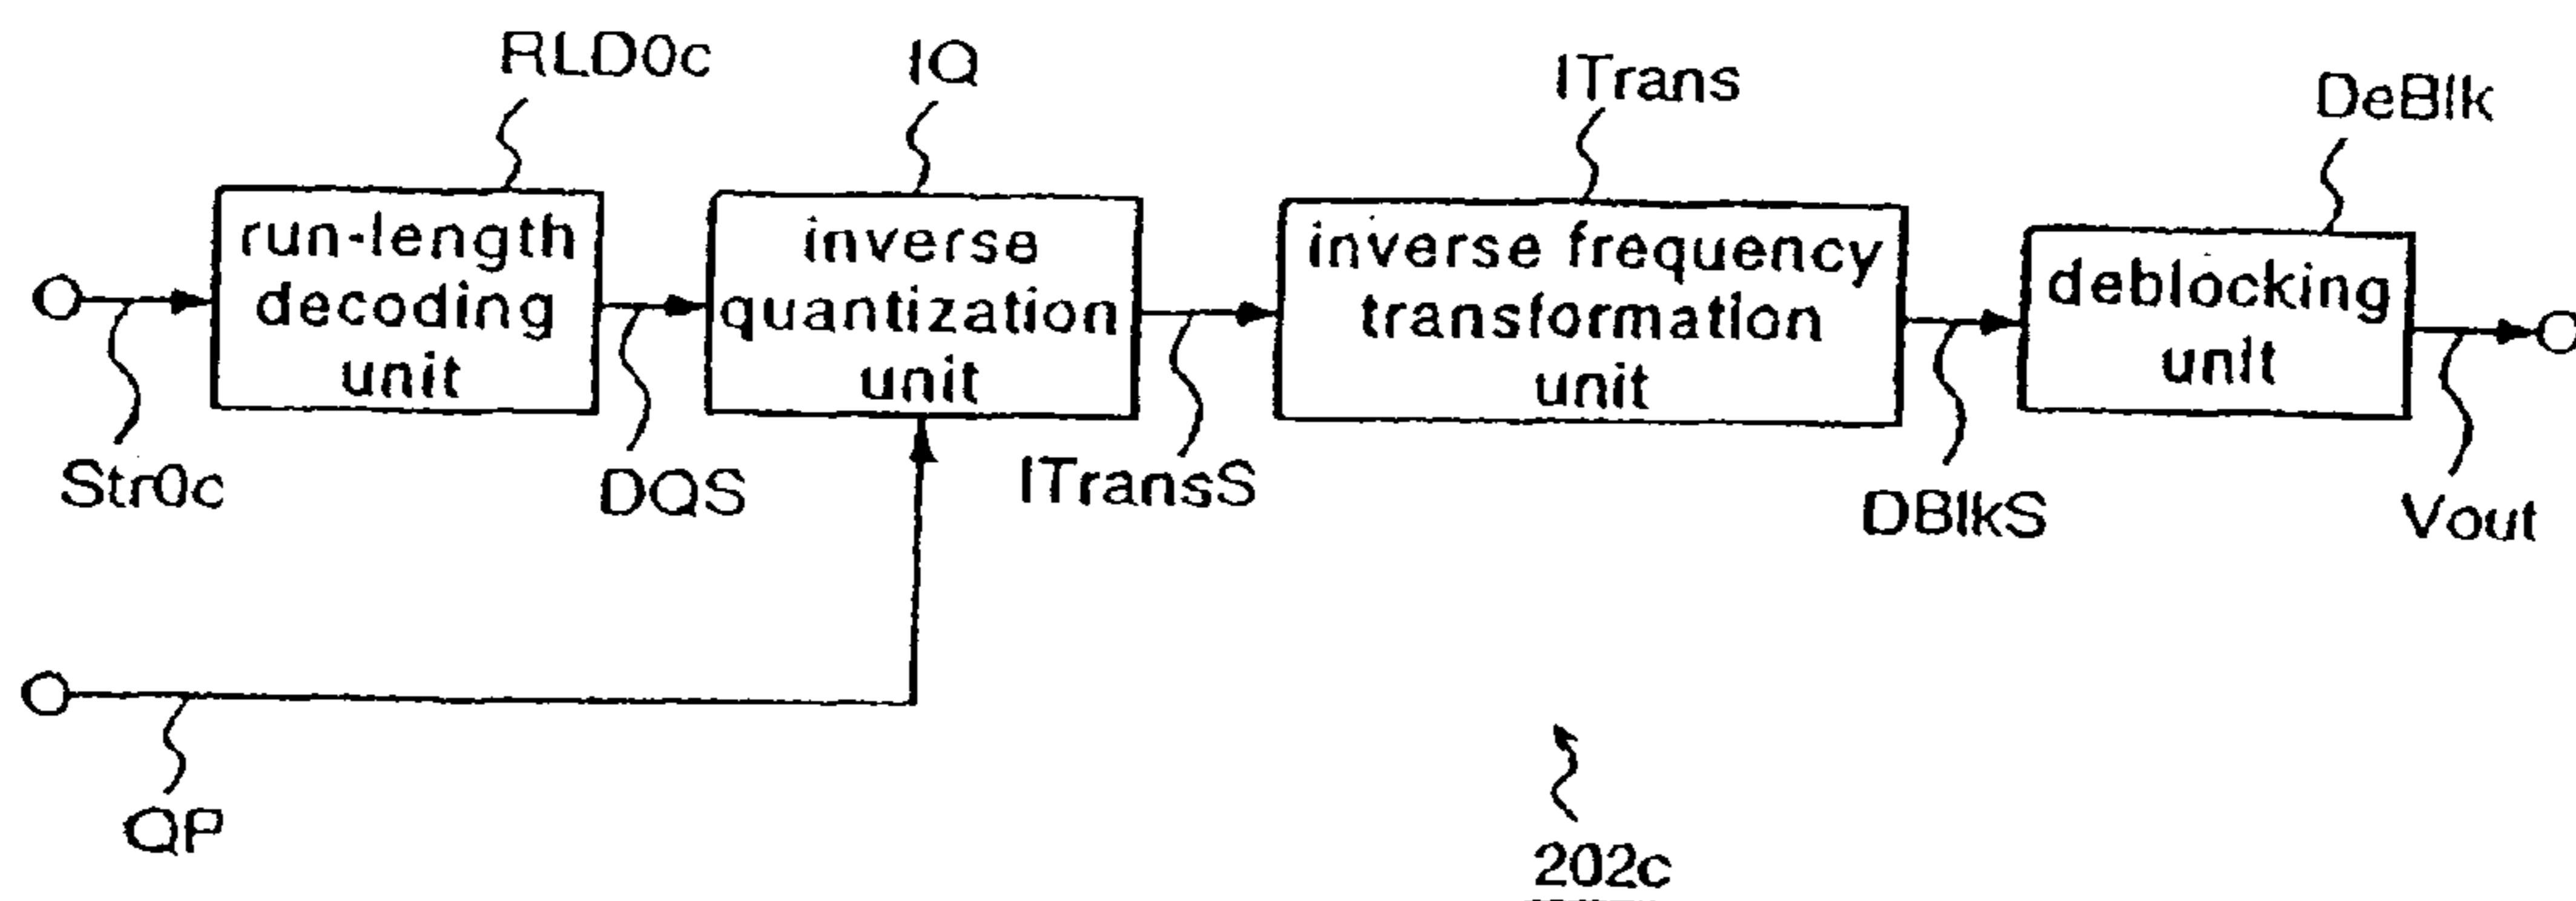 RLD0c
IQ
ITrans
DeBlk
run-length
decoding
unit
inverse
quantization
unit
inverse frequency
transformation
unit
deblocking
unit
Str0c
DQS
ITransS
DBlkS
Vout
QP
202c